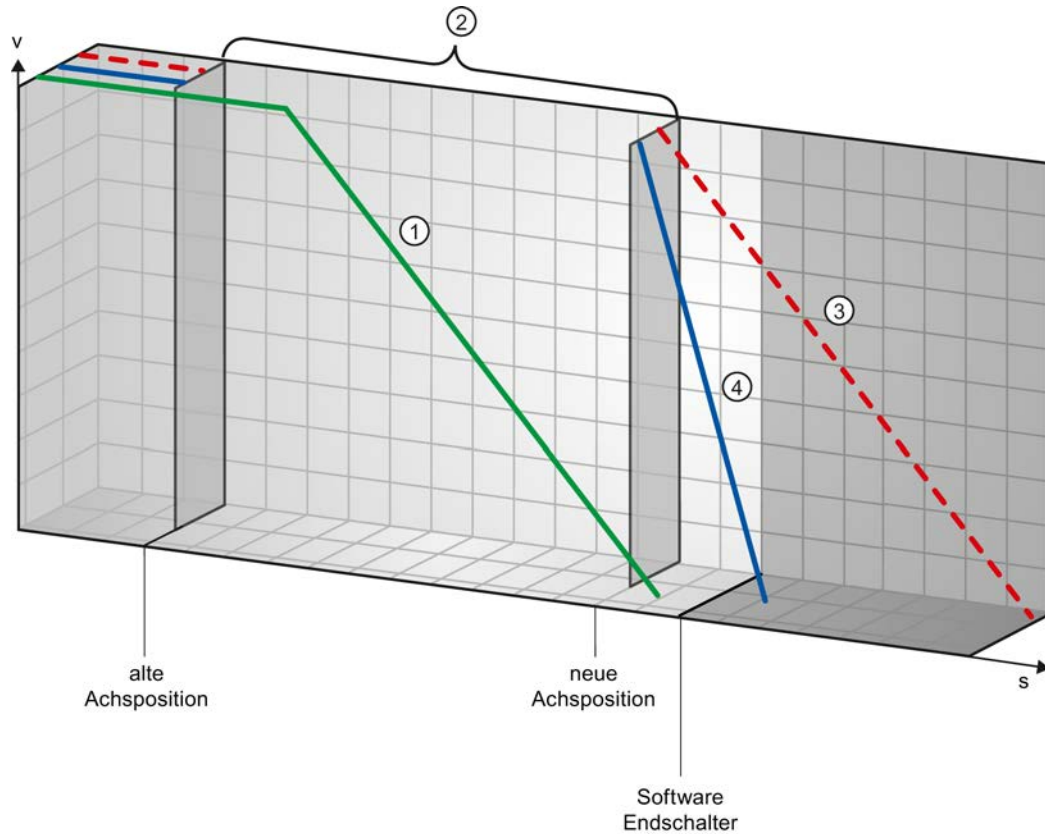 ②
v
①
③
④
alte
Achsposition
neue
Achsposition
s
Software
Endschalter